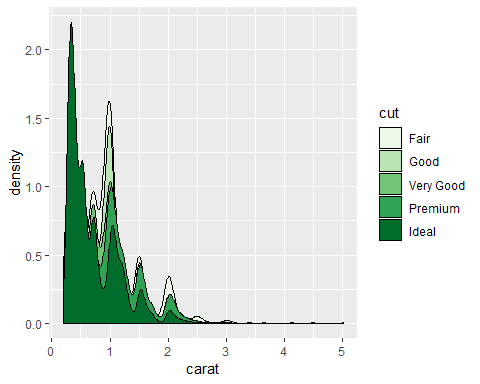 2.0
1.5
1.0
0.5
0.0
0 1 2 3 4 5
carat
density
cut
Fair
Good
Very Good
Premium
Ideal